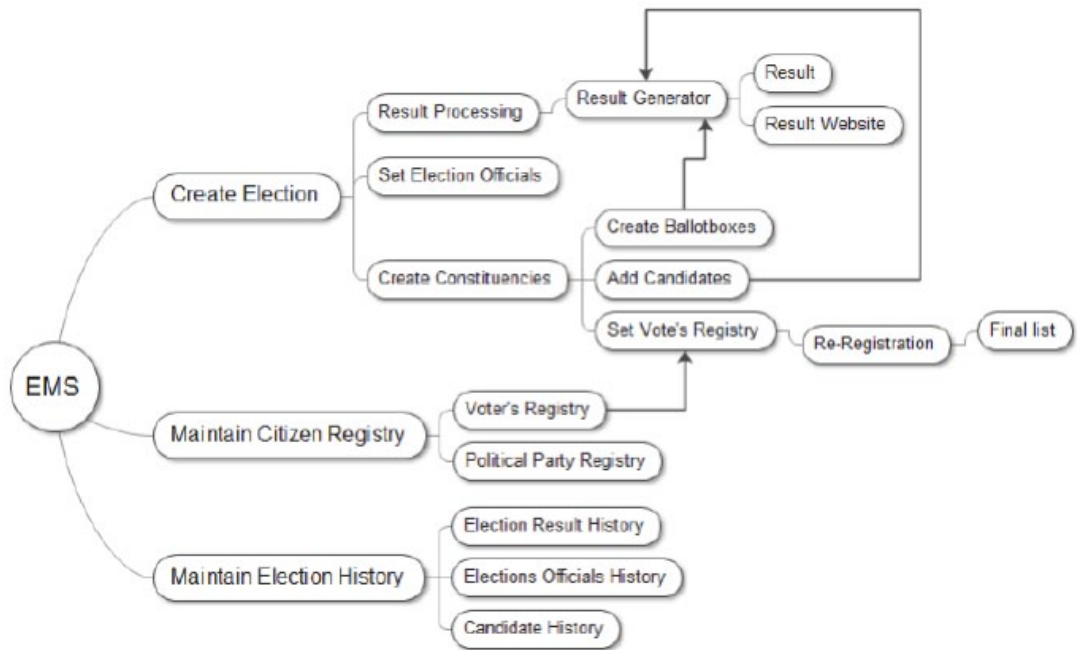 Result
Result Generator
Result Processing
Result Website
Set Election Officials
Create Election
Create Ballotboxes
Create Constituencies
Add Candidates
Set Vote's Registry
Re-Registration
Final list
EMS
Voter's Registry
Maintain Citizen Registry
Political Party Registry
Election Result History
Maintain Election History
Elections Officials History
Candidate History